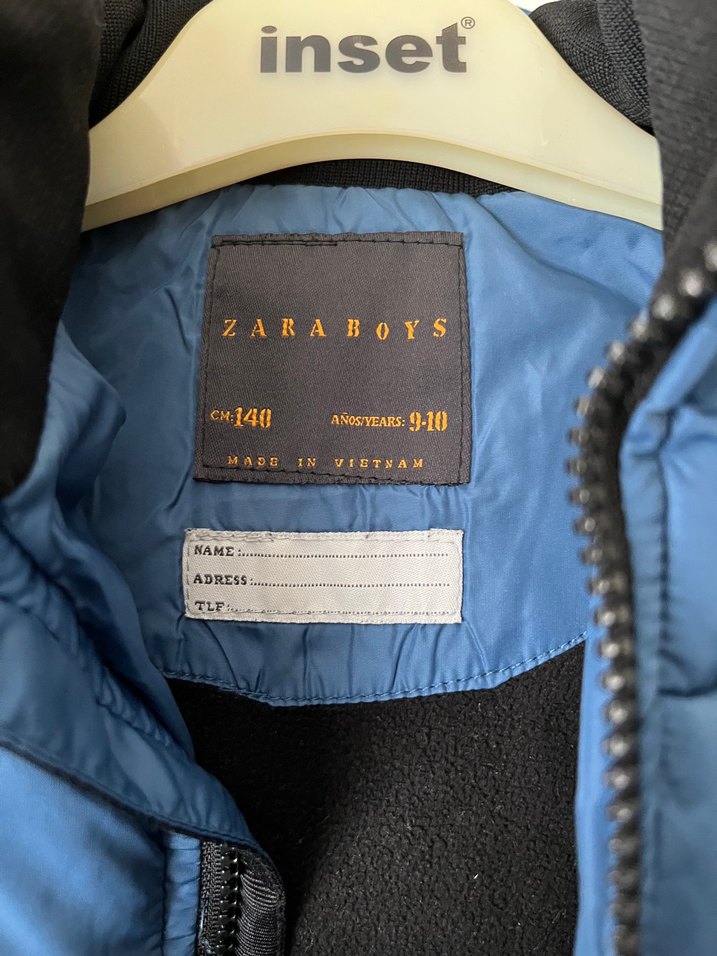 inset®
ZARA BOYS
CM: 140 AÑOS/YEARS: 9-10
MADE IN VIETNAM
NAME:
ADRESS:
TLF: